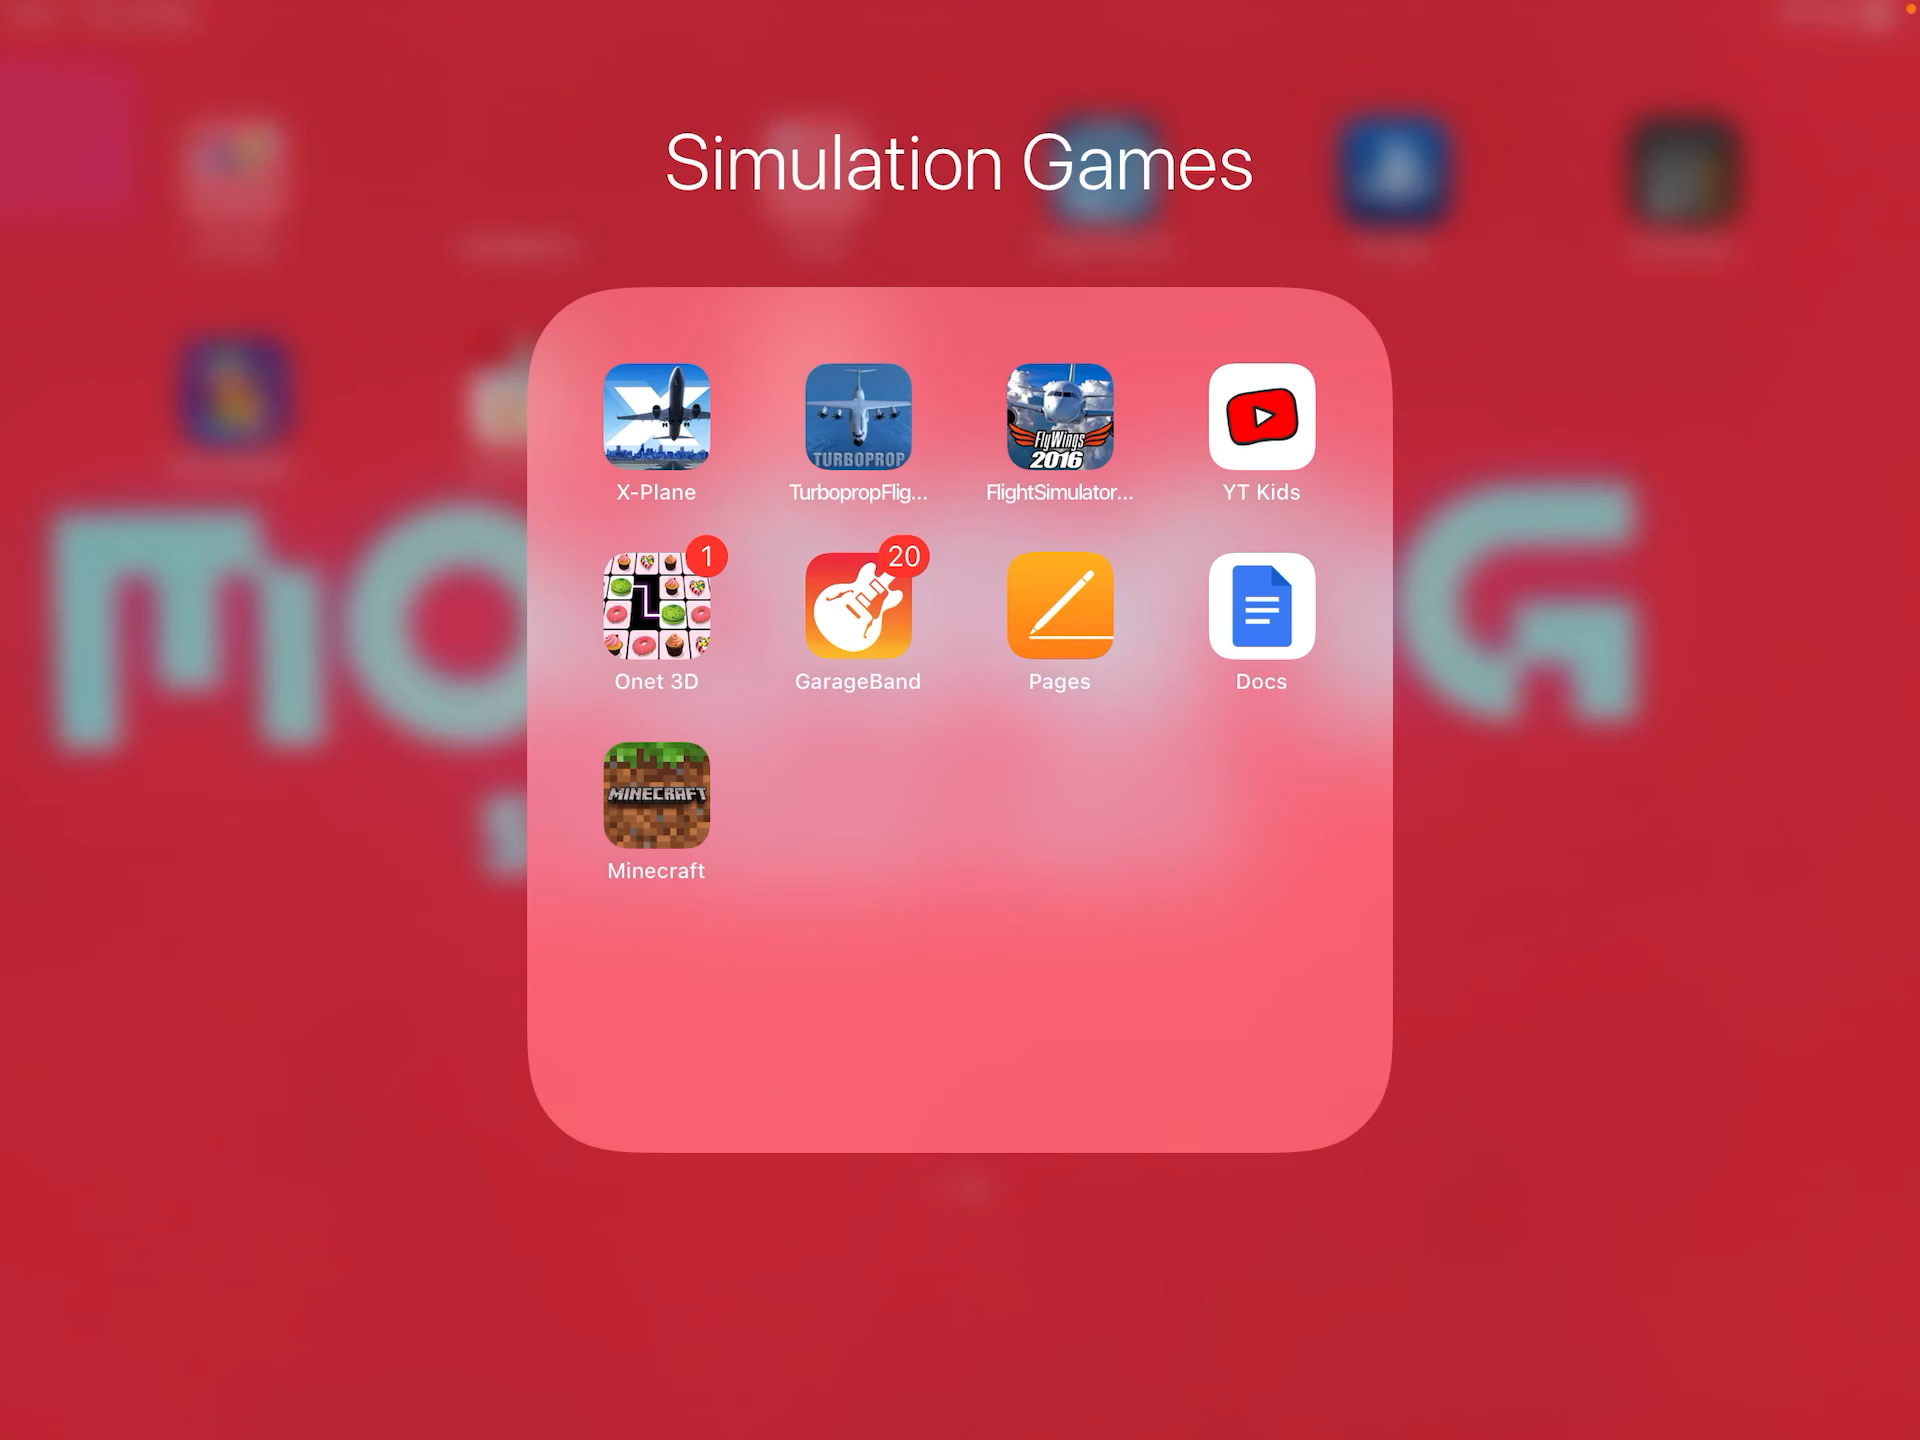 Simulation Games
X-Plane
TURBOPROP
TurbopropFlig...
FlyWings
2016
FlightSimulator...
YT Kids
1
Onet 3D
20
GarageBand
Pages
Docs
MINECRAFT
Minecraft